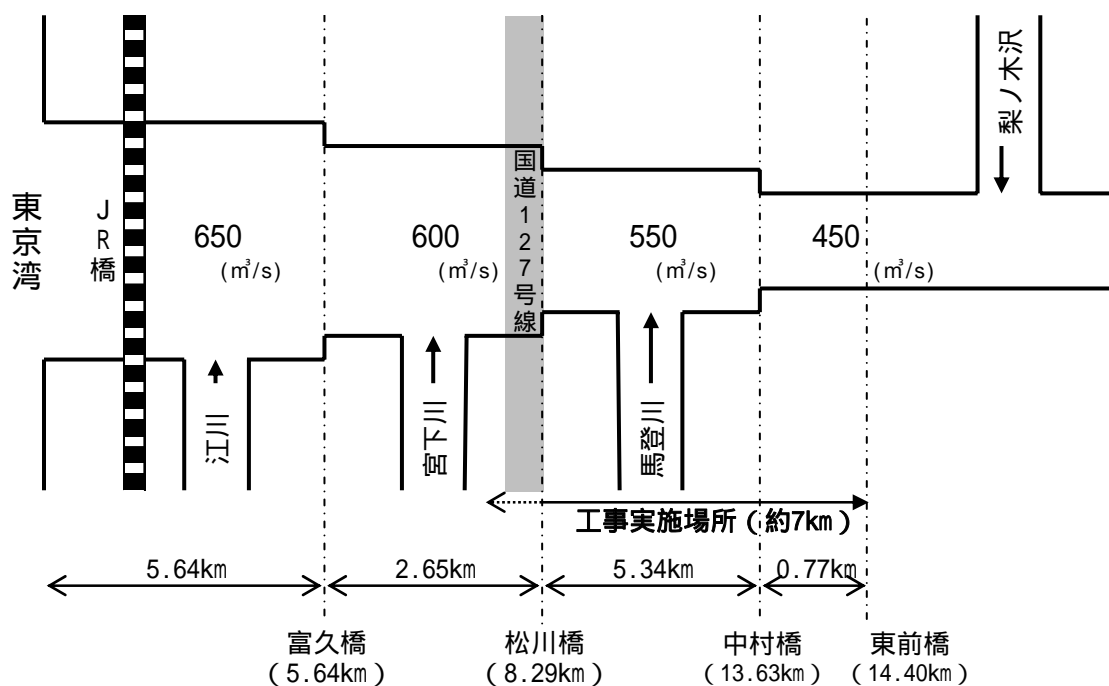 東京湾
JR橋
650
(㎥/s)
江川
600
(㎥/s)
宮下川
国道127号線
550
(㎥/s)
馬登川
450
(㎥/s)
梨ノ木沢
工事実施場所(約7㎞)
5.64㎞
2.65㎞
5.34㎞
0.77㎞
富久橋
(5.64㎞)
松川橋
(8.29㎞)
中村橋
(13.63㎞)
東前橋
(14.40㎞)